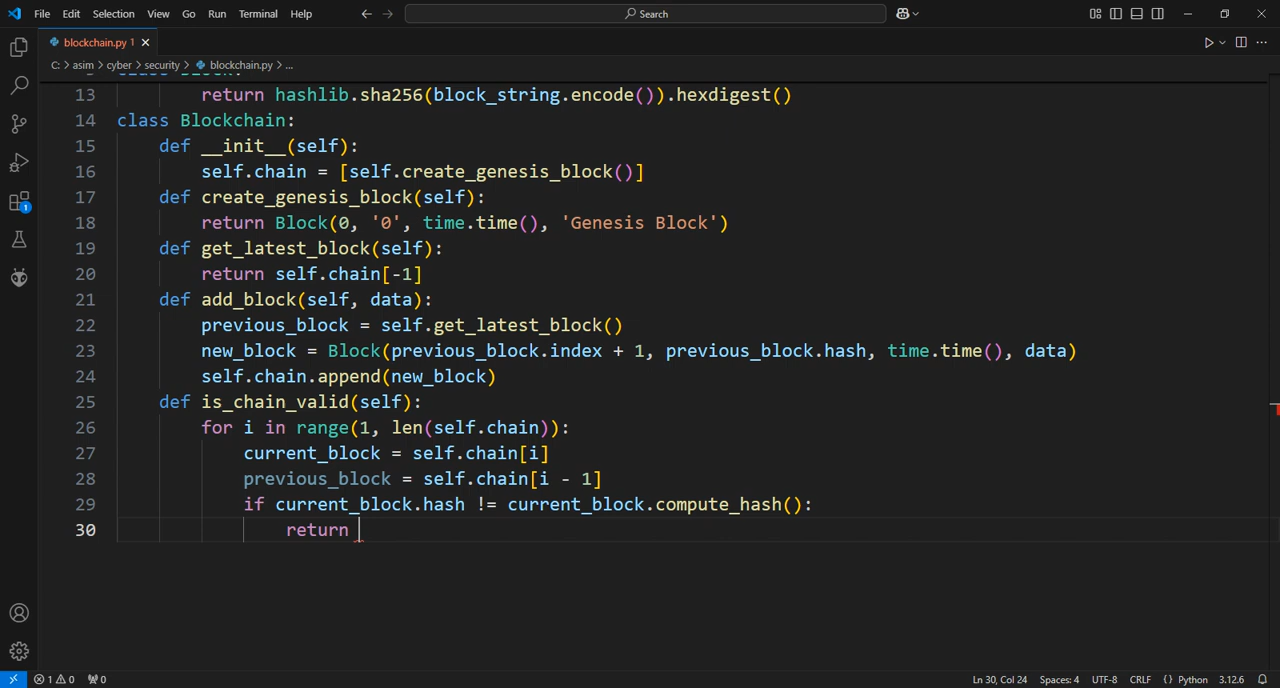 File Edit Selection View Go Run Terminal Help Search
blockchain.py 1
C: > asim > cyber > security > blockchain.py > ...
13 return hashlib.sha256(block_string.encode()).hexdigest()
14 class Blockchain:
15 def __init__(self):
16 self.chain = [self.create_genesis_block()]
17 def create_genesis_block(self):
18 return Block(0, '0', time.time(), 'Genesis Block')
19 def get_latest_block(self):
20 return self.chain[-1]
21 def add_block(self, data):
22 previous_block = self.get_latest_block()
23 new_block = Block(previous_block.index + 1, previous_block.hash, time.time(), data)
24 self.chain.append(new_block)
25 def is_chain_valid(self):
26 for i in range(1, len(self.chain)):
27 current_block = self.chain[i]
28 previous_block = self.chain[i - 1]
29 if current_block.hash != current_block.compute_hash():
30 return
1
1 0 0 Ln 30, Col 24 Spaces: 4 UTF-8 CRLF {} Python 3.12.6